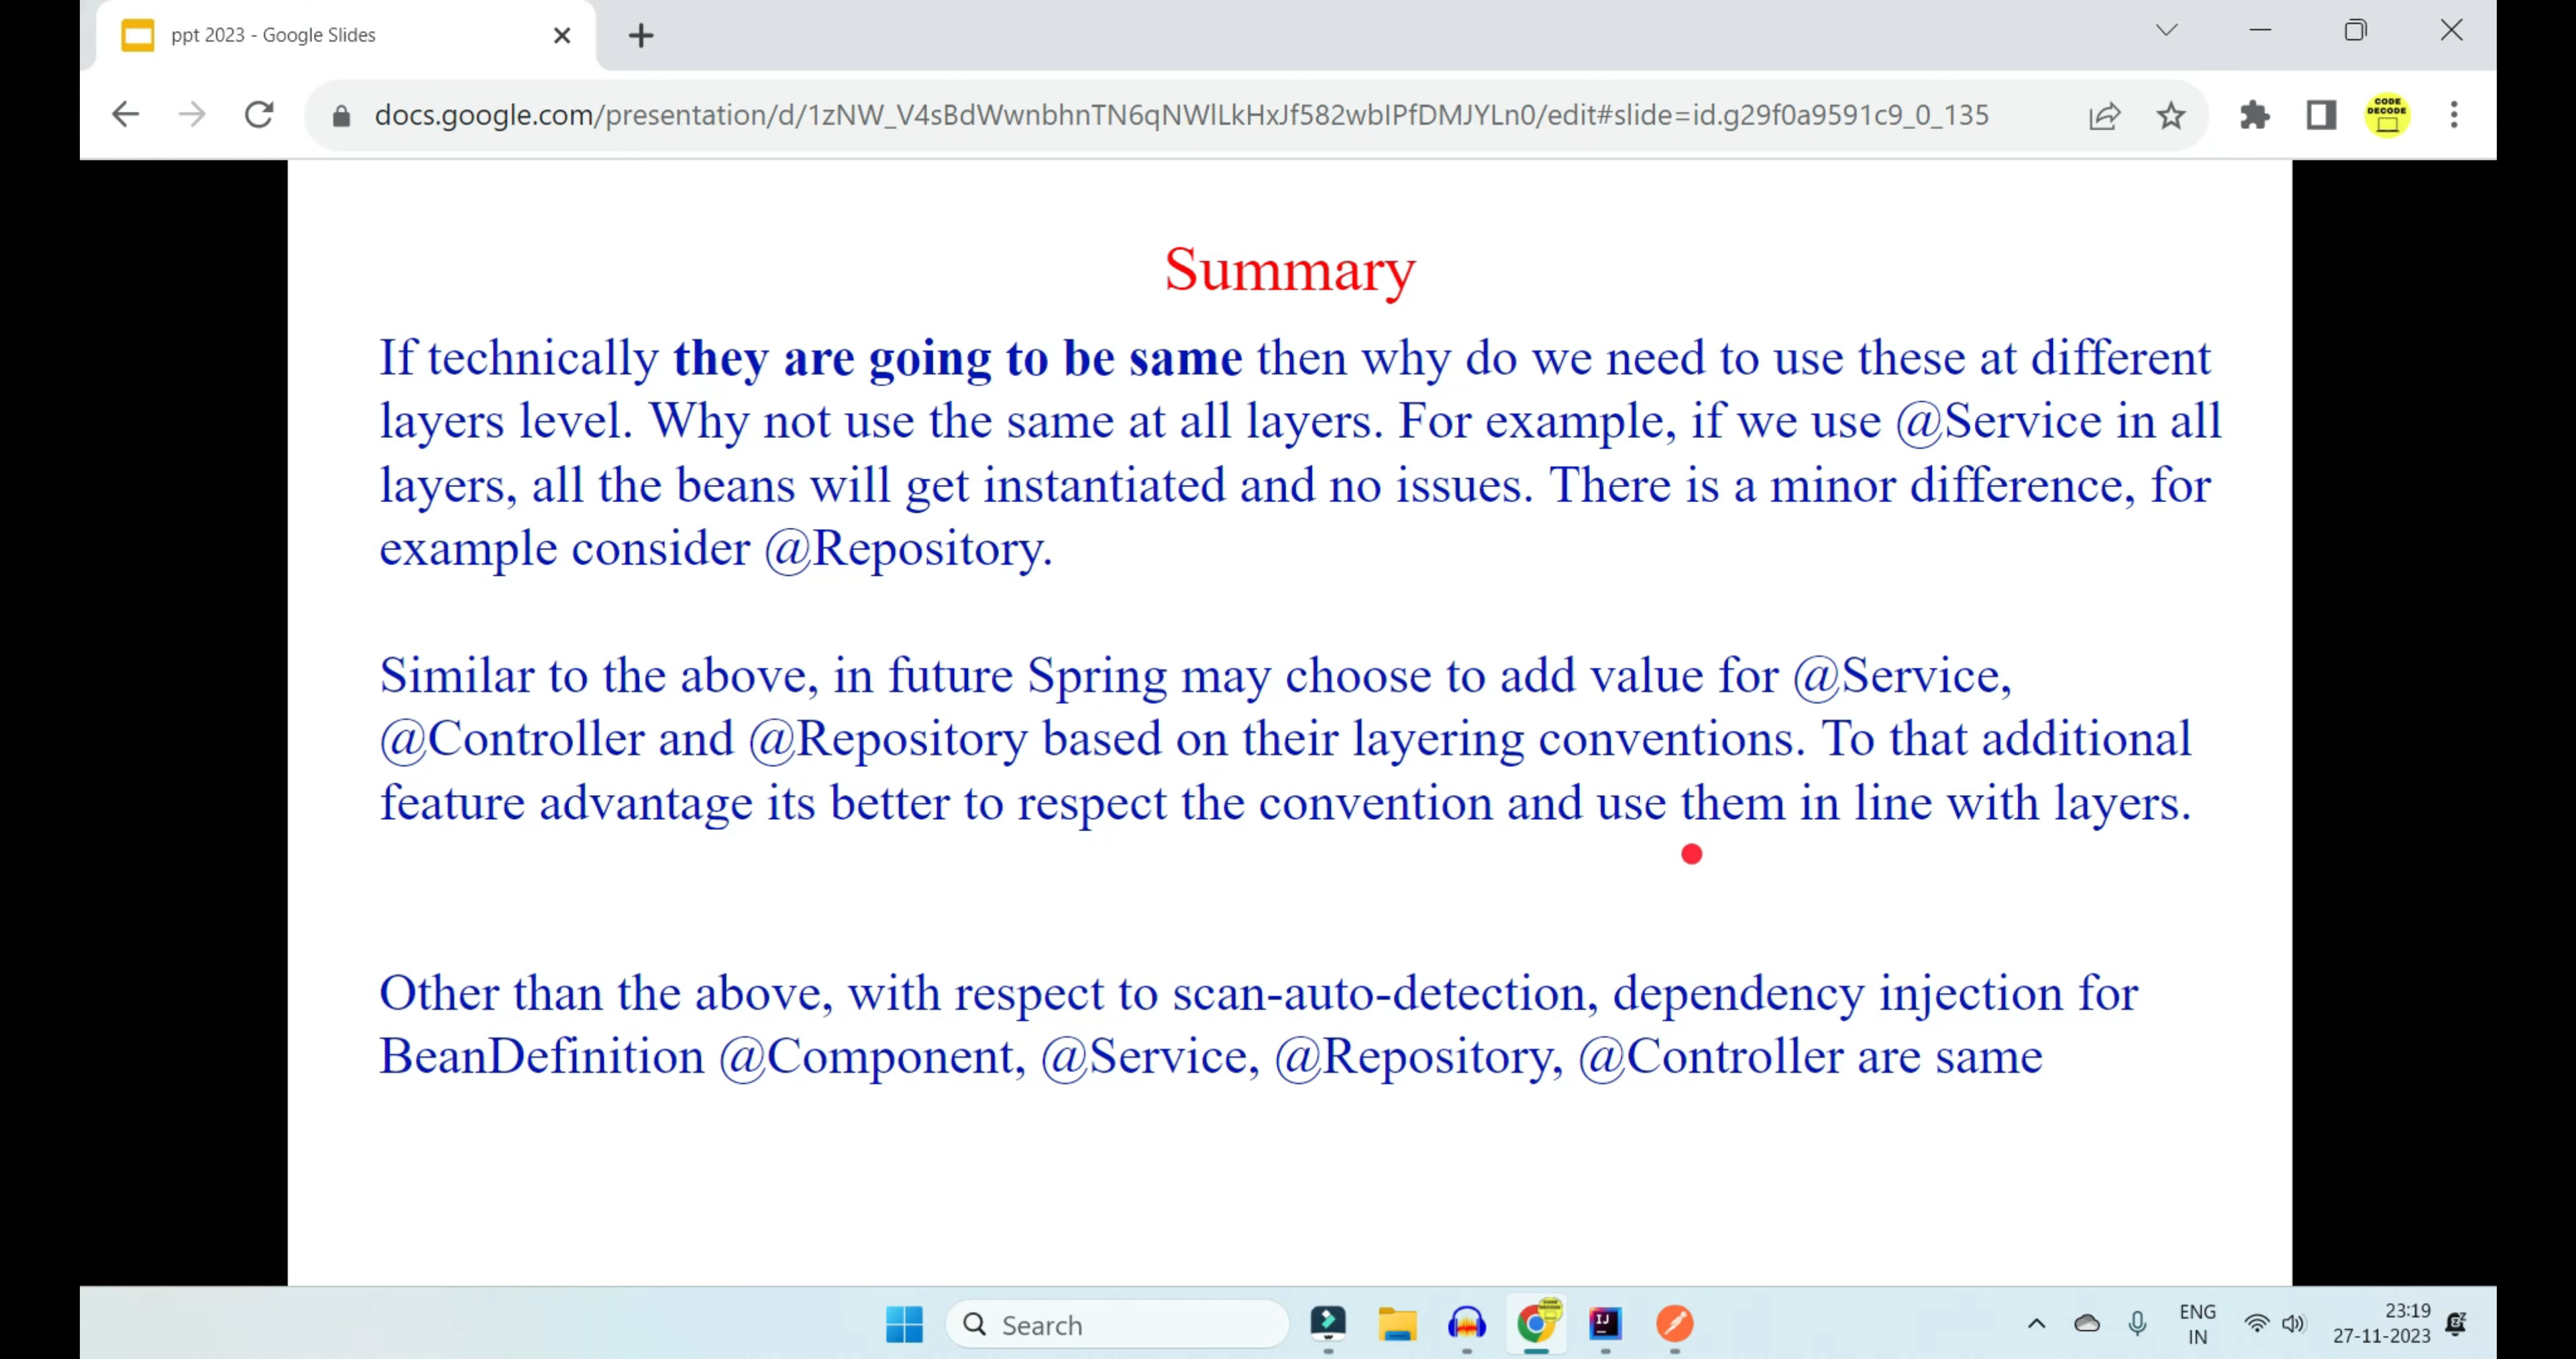 ppt 2023 - Google Slides
docs.google.com/presentation/d/1zNW_V4sBdWwnbhnTN6qNWlLkHxJf582wbIPfDMJYLn0/edit#slide=id.g29f0a9591c9_0_135
CODE
DECODE
Summary
If technically they are going to be same then why do we need to use these at different
layers level. Why not use the same at all layers. For example, if we use @Service in all
layers, all the beans will get instantiated and no issues. There is a minor difference, for
example consider @Repository.
Similar to the above, in future Spring may choose to add value for @Service,
@Controller and @Repository based on their layering conventions. To that additional
feature advantage its better to respect the convention and use them in line with layers.
Other than the above, with respect to scan-auto-detection, dependency injection for
BeanDefinition @Component, @Service, @Repository, @Controller are same
Search
IJ
ENG
IN
23:19
27-11-2023